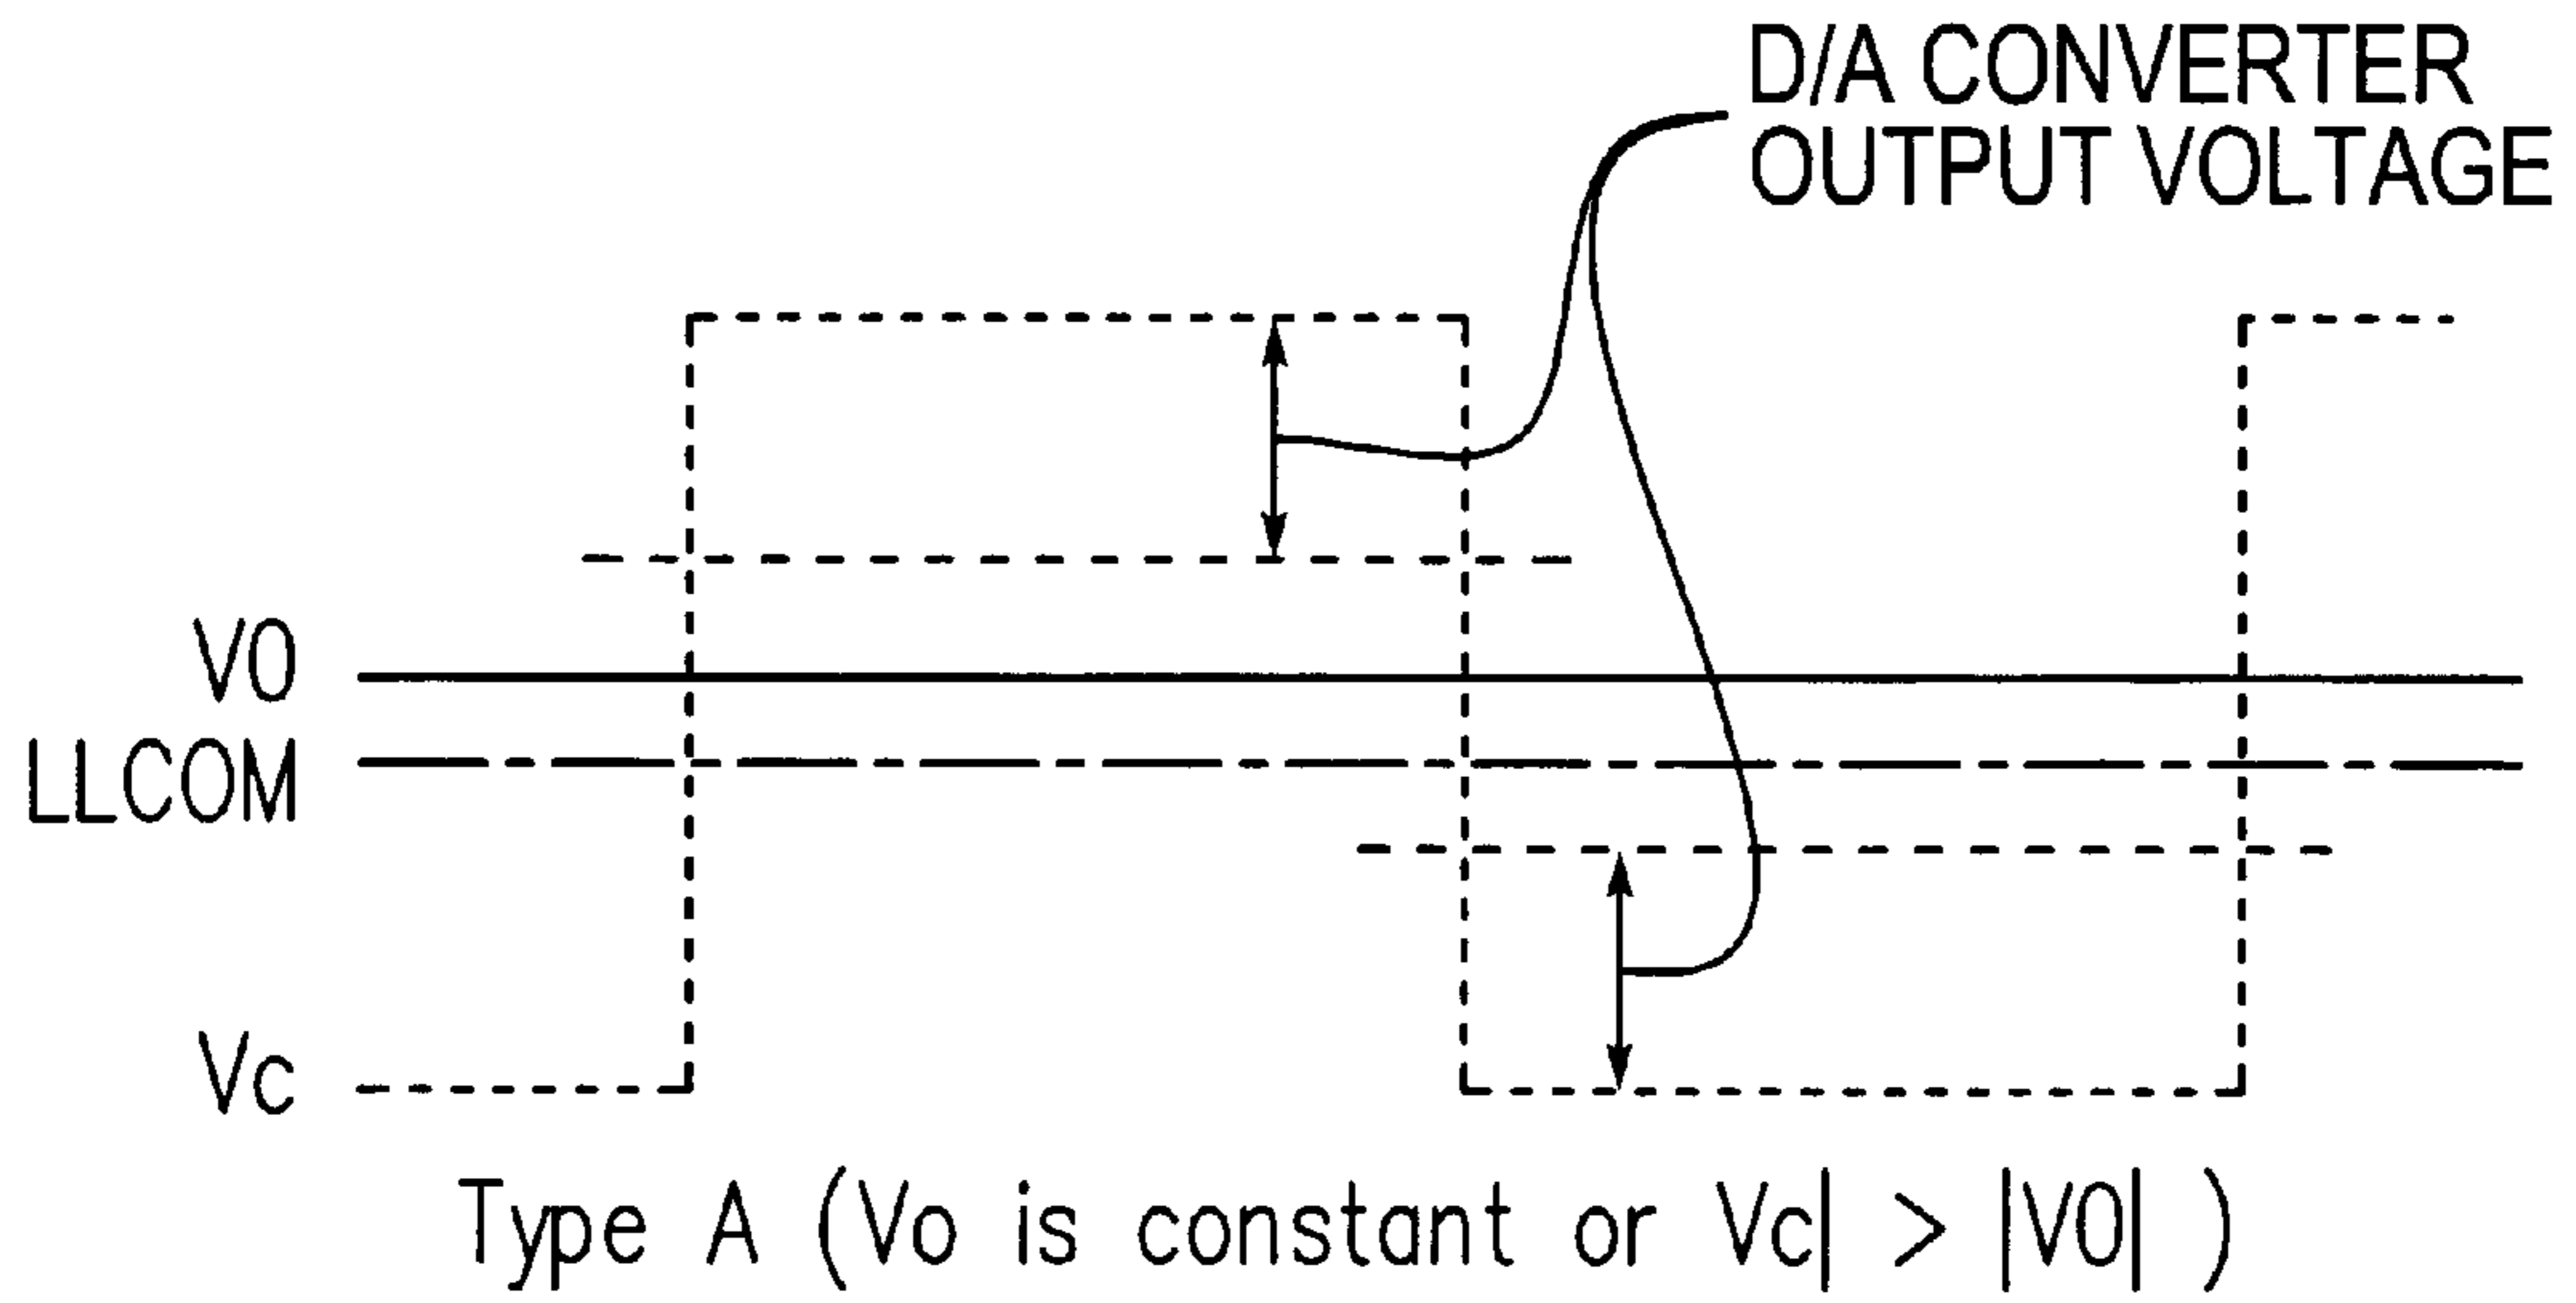 D/A CONVERTER
OUTPUT VOLTAGE
V0
LLCOM
Vc
Type A (Vo is constant or Vc| > |V0| )